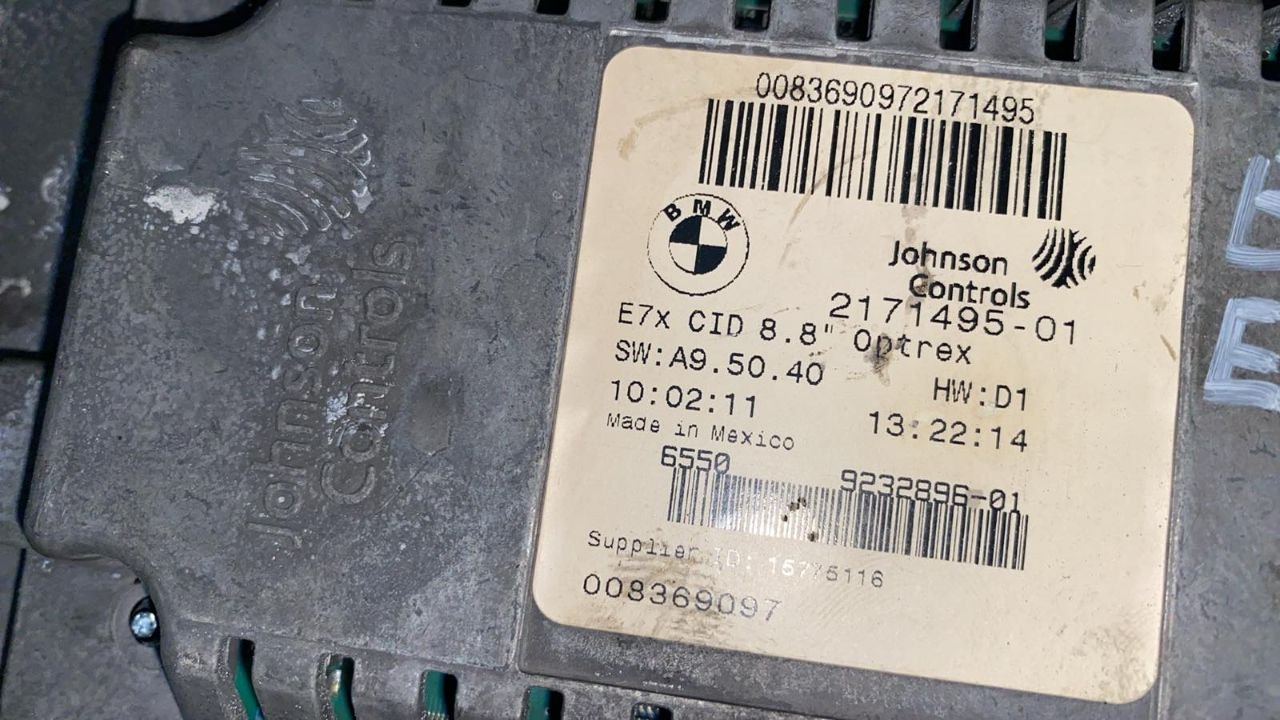 Johnson
Controls
0083690972171495
BMW
Johnson
Controls
2171495-01
E7x CID 8.8" Optrex
SW:A9.50.40
HW:D1
10:02:11
13:22:14
Made in Mexico
6550
9232896-01
Supplier ID: 15775116
008369097